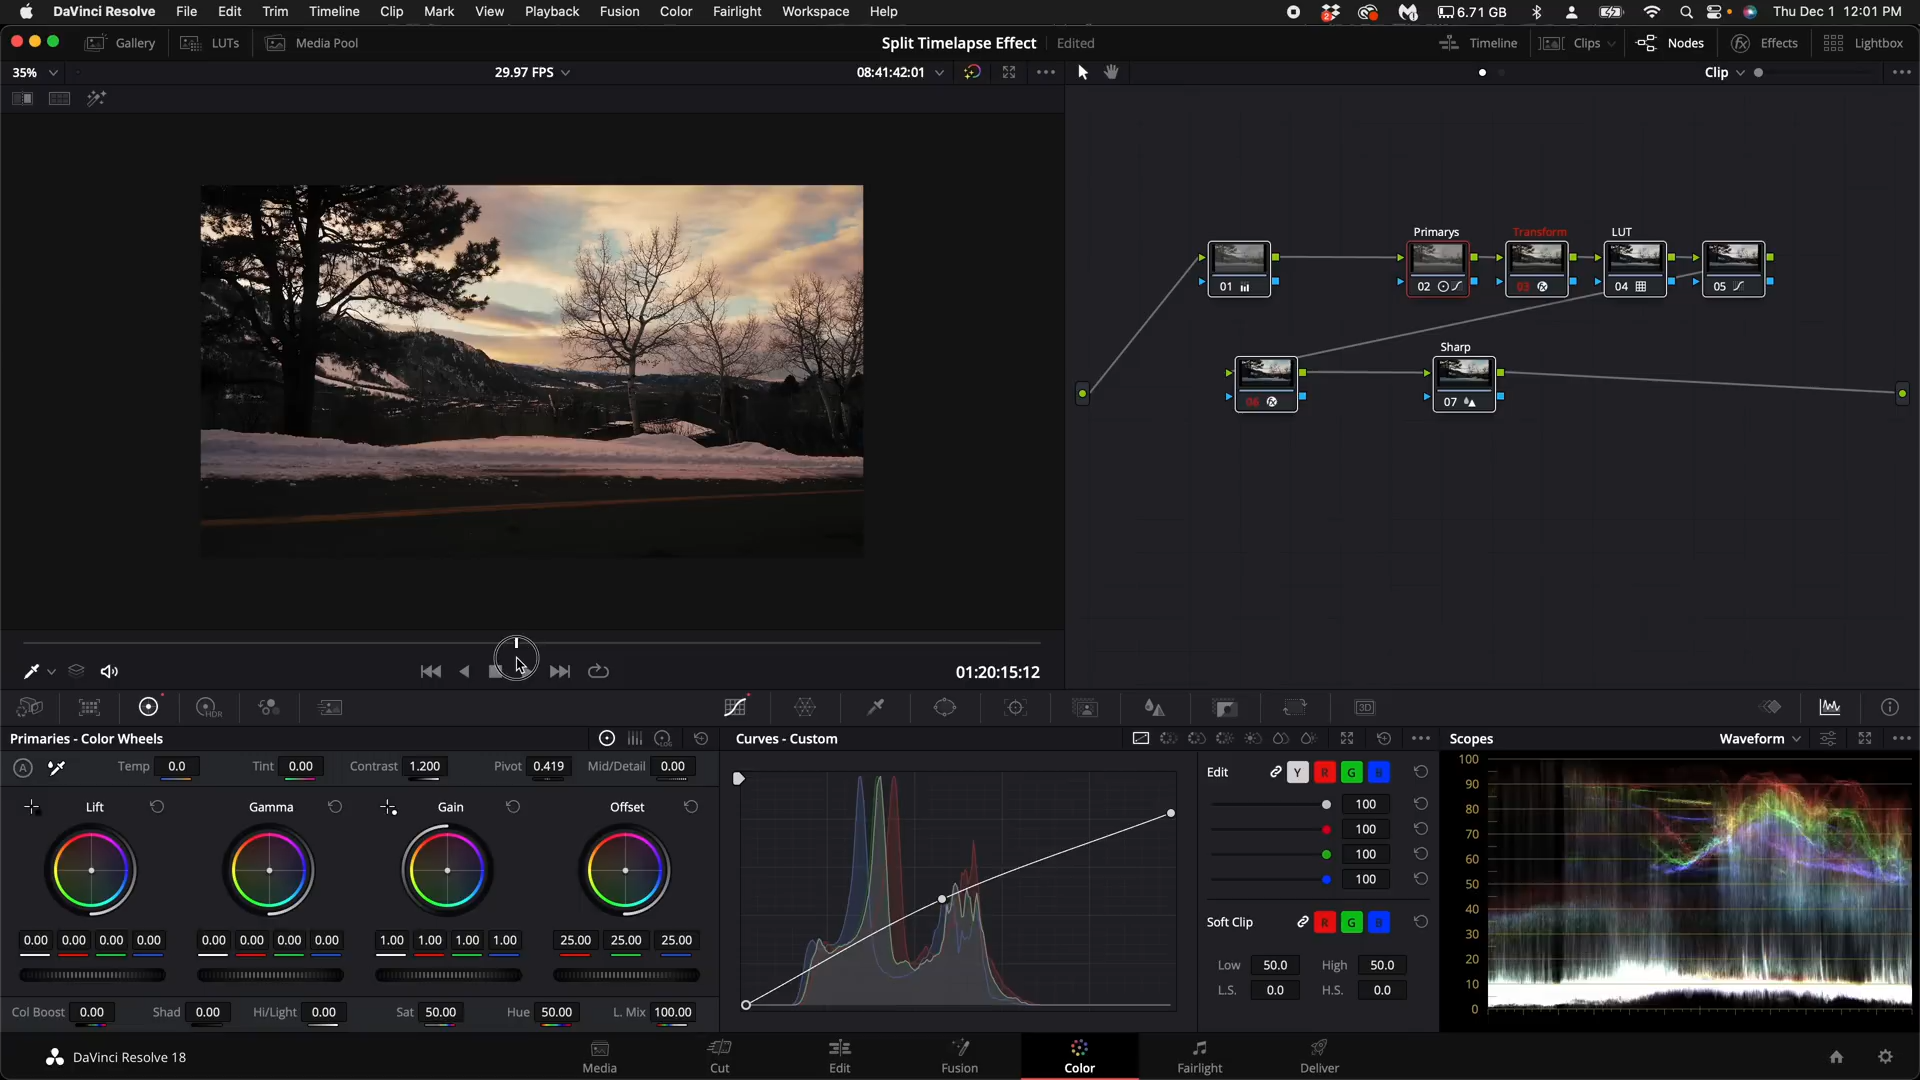 DaVinci Resolve File Edit Trim Timeline Clip Mark View Playback Fusion Color Fairlight Workspace Help 2 6.71 GB Thu Dec 1 12:01 PM
Gallery LUTs Media Pool Split Timelapse Effect Edited Timeline Clips Nodes Effects Lightbox
35% 29.97 FPS 08:41:42:01 Clip
Primarys Transform LUT
01 02 03 04 05
Sharp
06 07
01:20:15:12
HDR 3D
Primaries - Color Wheels LOG Curves - Custom Scopes Waveform
A Temp 0.0 Tint 0.00 Contrast 1.200 Pivot 0.419 Mid/Detail 0.00
Lift Gamma Gain Offset
0.00 0.00 0.00 0.00 0.00 0.00 0.00 0.00 1.00 1.00 1.00 1.00 25.00 25.00 25.00
Col Boost 0.00 Shad 0.00 Hi/Light 0.00 Sat 50.00 Hue 50.00 L. Mix 100.00
Edit Y R G B
100
100
100
100
Soft Clip R G B
Low 50.0 High 50.0
L.S. 0.0 H.S. 0.0
100
90
80
70
60
50
40
30
20
10
0
DaVinci Resolve 18 Media Cut Edit Fusion Color Fairlight Deliver